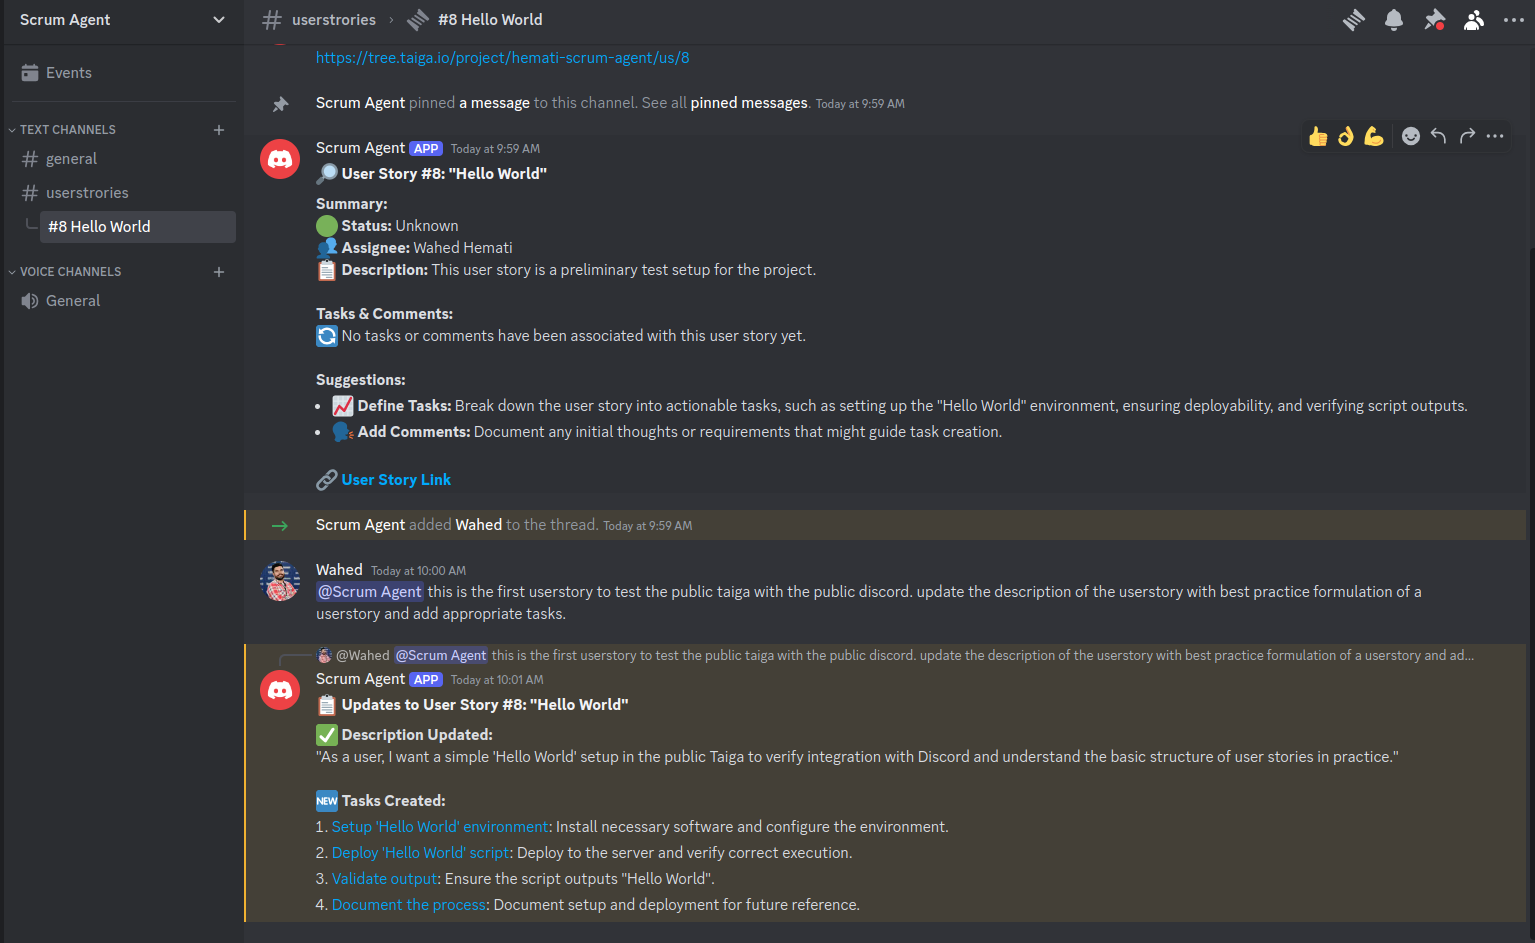 Scrum Agent
Events
TEXT CHANNELS
general
userstrories
#8 Hello World
VOICE CHANNELS
General
userstrories › #8 Hello World
https://tree.taiga.io/project/hemati-scrum-agent/us/8
Scrum Agent pinned a message to this channel. See all pinned messages. Today at 9:59 AM
Scrum Agent APP Today at 9:59 AM
User Story #8: "Hello World"
Summary:
Status: Unknown
Assignee: Wahed Hemati
Description: This user story is a preliminary test setup for the project.
Tasks & Comments:
No tasks or comments have been associated with this user story yet.
Suggestions:
• Define Tasks: Break down the user story into actionable tasks, such as setting up the "Hello World" environment, ensuring deployability, and verifying script outputs.
• Add Comments: Document any initial thoughts or requirements that might guide task creation.
User Story Link
Scrum Agent added Wahed to the thread. Today at 9:59 AM
Wahed Today at 10:00 AM
@Scrum Agent this is the first userstory to test the public taiga with the public discord. update the description of the userstory with best practice formulation of a
userstory and add appropriate tasks.
@Wahed @Scrum Agent this is the first userstory to test the public taiga with the public discord. update the description of the userstory with best practice formulation of a userstory and ad...
Scrum Agent APP Today at 10:01 AM
Updates to User Story #8: "Hello World"
Description Updated:
"As a user, I want a simple 'Hello World' setup in the public Taiga to verify integration with Discord and understand the basic structure of user stories in practice."
NEW Tasks Created:
1. Setup 'Hello World' environment: Install necessary software and configure the environment.
2. Deploy 'Hello World' script: Deploy to the server and verify correct execution.
3. Validate output: Ensure the script outputs "Hello World".
4. Document the process: Document setup and deployment for future reference.